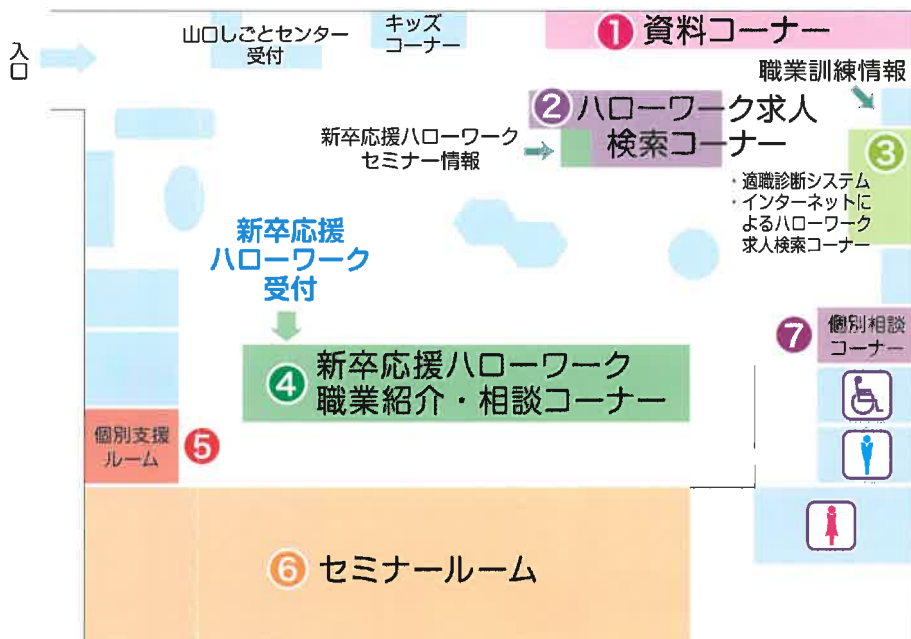 入口
山口しごとセンター
受付
キッズ
コーナー
1 資料コーナー
職業訓練情報
2 ハローワーク求人
検索コーナー
新卒応援ハローワーク
セミナー情報
3
・適職診断システム
・インターネットに
よるハローワーク
求人検索コーナー
新卒応援
ハローワーク
受付
4 新卒応援ハローワーク
職業紹介・相談コーナー
7 個別相談
コーナー
個別支援
ルーム
5
6 セミナールーム